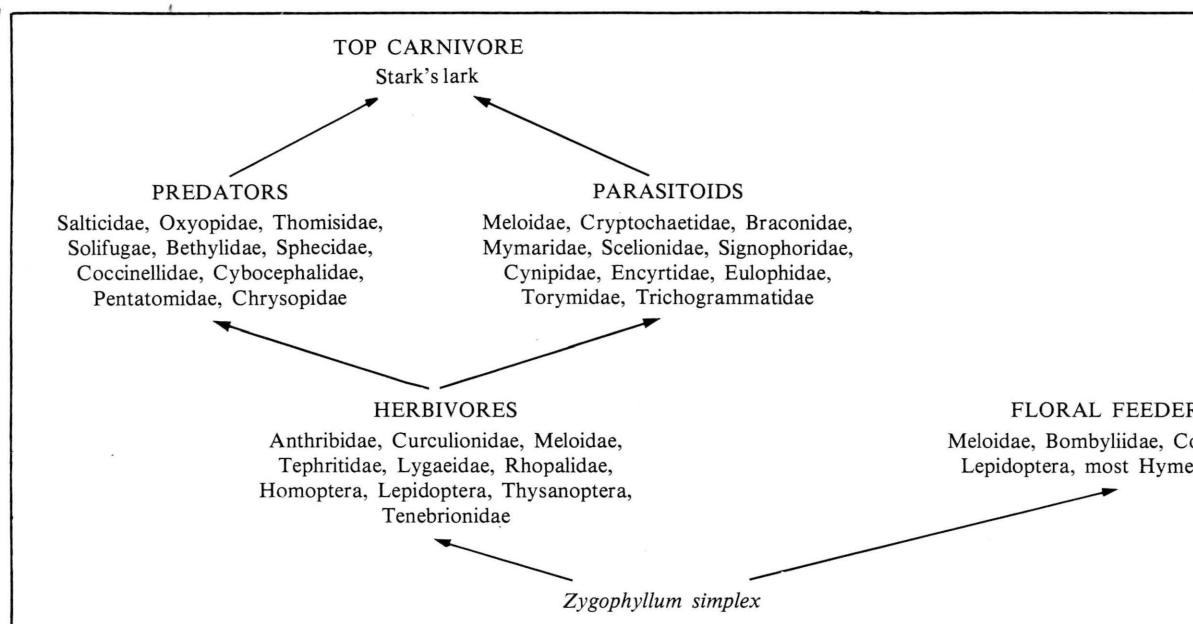 TOP CARNIVORE
Stark's lark
PREDATORS
Salticidae, Oxyopidae, Thomisidae,
Solifugae, Bethylidae, Sphecidae,
Coccinellidae, Cybocephalidae,
Pentatomidae, Chrysopidae
PARASITOIDS
Meloidae, Cryptochaetidae, Braconidae,
Mymaridae, Scelionidae, Signophoridae,
Cynipidae, Encyrtidae, Eulophidae,
Torymidae, Trichogrammatidae
HERBIVORES
Anthribidae, Curculionidae, Meloidae,
Tephritidae, Lygaeidae, Rhopalidae,
Homoptera, Lepidoptera, Thysanoptera,
Tenebrionidae
FLORAL FEEDER
Meloidae, Bombyliidae,
Lepidoptera, most
Zygophyllum simplex